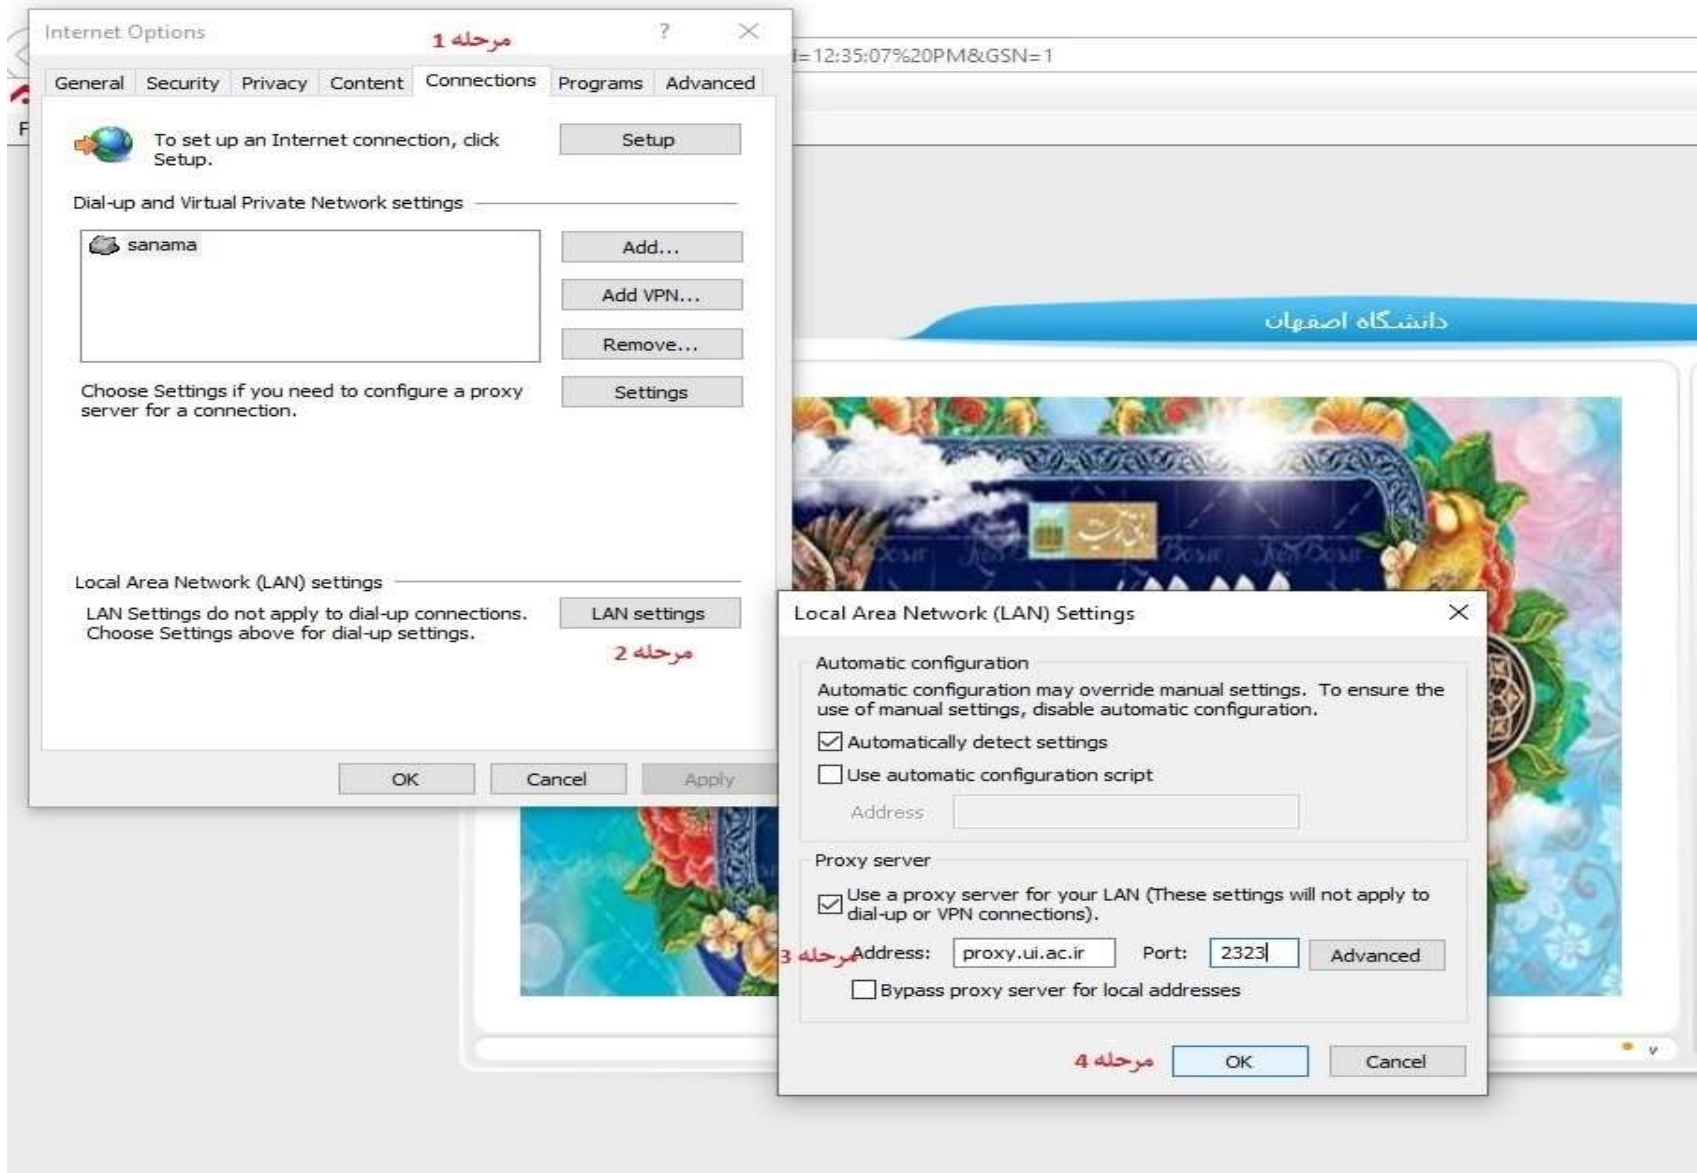 Internet Options
مرحله 1
?
General Security Privacy Content Connections Programs Advanced
To set up an Internet connection, click
Setup.
Setup
Dial-up and Virtual Private Network settings
sanama
Add...
Add VPN...
Remove...
Choose Settings if you need to configure a proxy
server for a connection.
Settings
Local Area Network (LAN) settings
LAN Settings do not apply to dial-up connections.
Choose Settings above for dial-up settings.
LAN settings
مرحله 2
OK Cancel Apply
=12:35:07%20PM&GSN=1
F
دانشگاه اصفهان
Local Area Network (LAN) Settings
Automatic configuration
Automatic configuration may override manual settings. To ensure the
use of manual settings, disable automatic configuration.
Automatically detect settings
Use automatic configuration script
Address
Proxy server
Use a proxy server for your LAN (These settings will not apply to
dial-up or VPN connections).
مرحله 3
Address: proxy.ui.ac.ir Port: 2323 Advanced
Bypass proxy server for local addresses
مرحله 4
OK Cancel